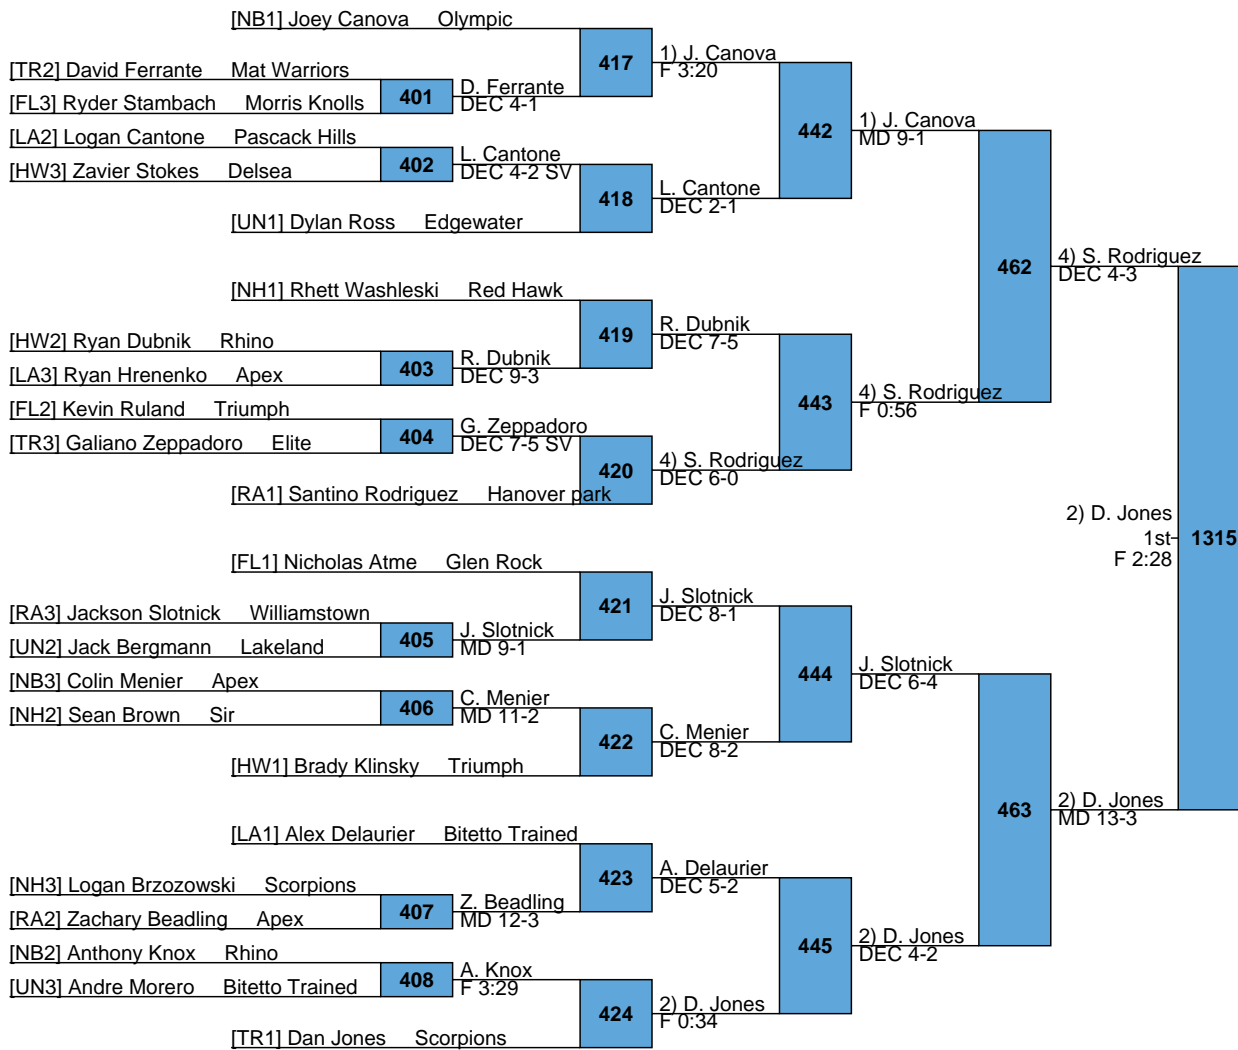 [NB1] Joey Canova Olympic
417
1) J. Canova
F 3:20
[TR2] David Ferrante Mat Warriors
401
D. Ferrante
DEC 4-1
[FL3] Ryder Stambach Morris Knolls
442
1) J. Canova
MD 9-1
[LA2] Logan Cantone Pascack Hills
402
L. Cantone
DEC 4-2 SV
[HW3] Zavier Stokes Delsea
418
L. Cantone
DEC 2-1
[UN1] Dylan Ross Edgewater
462
4) S. Rodriguez
DEC 4-3
[NH1] Rhett Washleski Red Hawk
419
R. Dubnik
DEC 7-5
[HW2] Ryan Dubnik Rhino
403
R. Dubnik
DEC 9-3
[LA3] Ryan Hrenenko Apex
443
4) S. Rodriguez
F 0:56
[FL2] Kevin Ruland Triumph
404
G. Zeppadoro
DEC 7-5 SV
[TR3] Galiano Zeppadoro Elite
420
4) S. Rodriguez
DEC 6-0
[RA1] Santino Rodriguez Hanover park
2) D. Jones
1st
F 2:28
1315
[FL1] Nicholas Atme Glen Rock
421
J. Slotnick
DEC 8-1
[RA3] Jackson Slotnick Williamstown
405
J. Slotnick
MD 9-1
[UN2] Jack Bergmann Lakeland
444
J. Slotnick
DEC 6-4
[NB3] Colin Menier Apex
406
C. Menier
MD 11-2
[NH2] Sean Brown Sir
422
C. Menier
DEC 8-2
[HW1] Brady Klinsky Triumph
463
2) D. Jones
MD 13-3
[LA1] Alex Delaurier Bitetto Trained
423
A. Delaurier
DEC 5-2
[NH3] Logan Brzozowski Scorpions
407
Z. Beadling
MD 12-3
[RA2] Zachary Beadling Apex
445
2) D. Jones
DEC 4-2
[NB2] Anthony Knox Rhino
408
A. Knox
F 3:29
[UN3] Andre Morero Bitetto Trained
424
2) D. Jones
F 0:34
[TR1] Dan Jones Scorpions